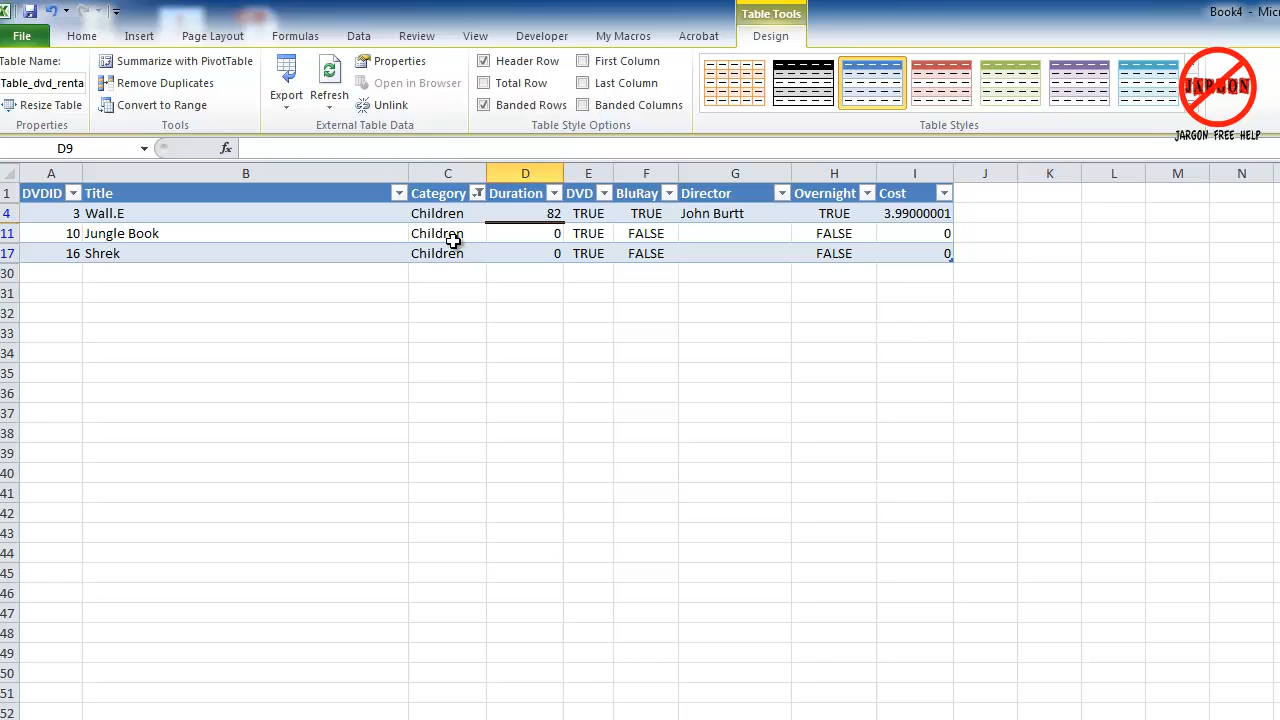 Table Tools
Book4 - Micr
File Home Insert Page Layout Formulas Data Review View Developer My Macros Acrobat Design
Table Name:
Table_dvd_renta
Resize Table
Properties
Summarize with PivotTable
Remove Duplicates
Convert to Range
Tools
Export
Refresh
Properties
Open in Browser
Unlink
External Table Data
Header Row
Total Row
Banded Rows
First Column
Last Column
Banded Columns
Table Style Options
Table Styles
JARGON
JARGON FREE HELP
D9
fx
A B C D E F G H I J K L M N
1 DVDID Title Category Duration DVD BluRay Director Overnight Cost
4 3 Wall.E Children 82 TRUE TRUE John Burtt TRUE 3.99000001
11 10 Jungle Book Children 0 TRUE FALSE FALSE 0
17 16 Shrek Children 0 TRUE FALSE FALSE 0
30
31
32
33
34
35
36
37
38
39
40
41
42
43
44
45
46
47
48
49
50
51
52